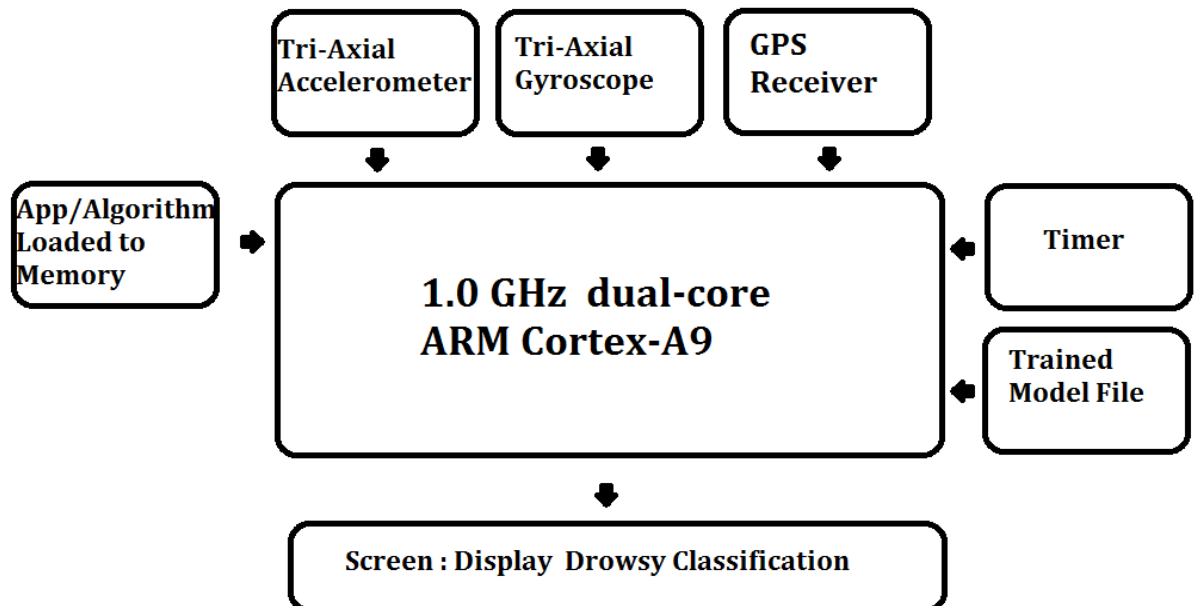 Tri-Axial
Accelerometer
Tri-Axial
Gyroscope
GPS
Receiver
App/Algorithm
Loaded to
Memory
1.0 GHz dual-core
ARM Cortex-A9
Timer
Trained
Model File
Screen : Display Drowsy Classification